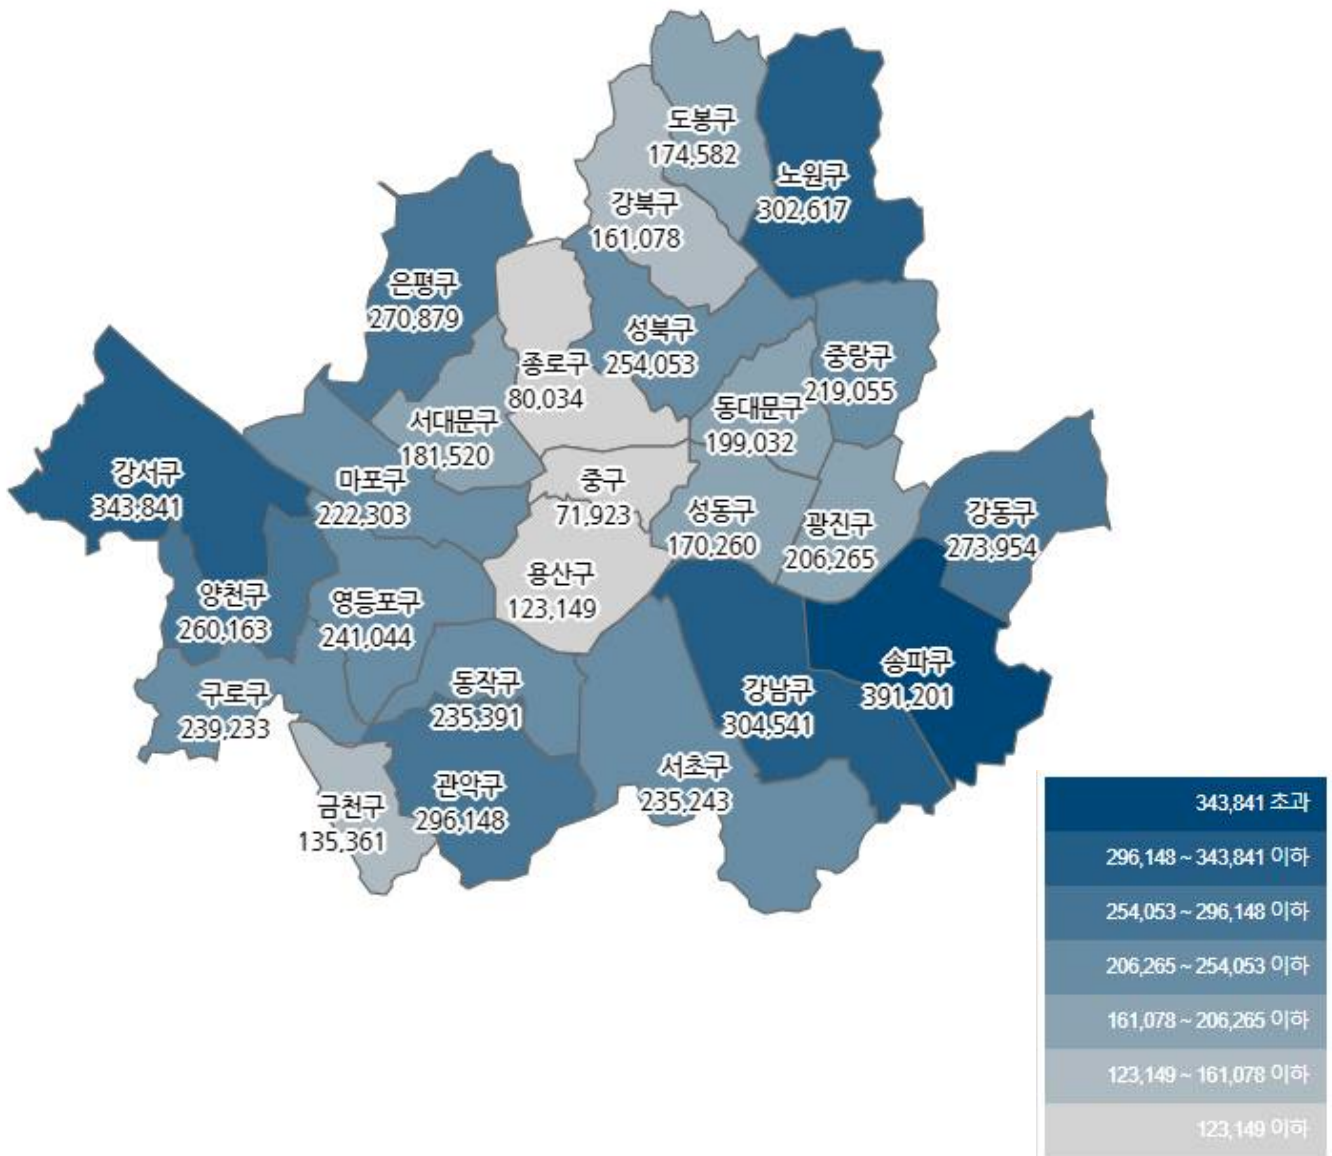 도봉구
174,582
노원구
302,617
강북구
161,078
은평구
270,879
성북구
254,053
종로구
80,034
중랑구
219,055
동대문구
199,032
서대문구
181,520
강서구
343,841
마포구
222,303
중구
71,923
성동구
170,260
광진구
206,265
강동구
273,954
용산구
123,149
양천구
260,163
영등포구
241,044
송파구
391,201
구로구
239,233
동작구
235,391
강남구
304,541
서초구
235,243
관악구
296,148
금천구
135,361
343,841 초과
296,148 ~ 343,841 이하
254,053 ~ 296,148 이하
206,265 ~ 254,053 이하
161,078 ~ 206,265 이하
123,149 ~ 161,078 이하
123,149 이하